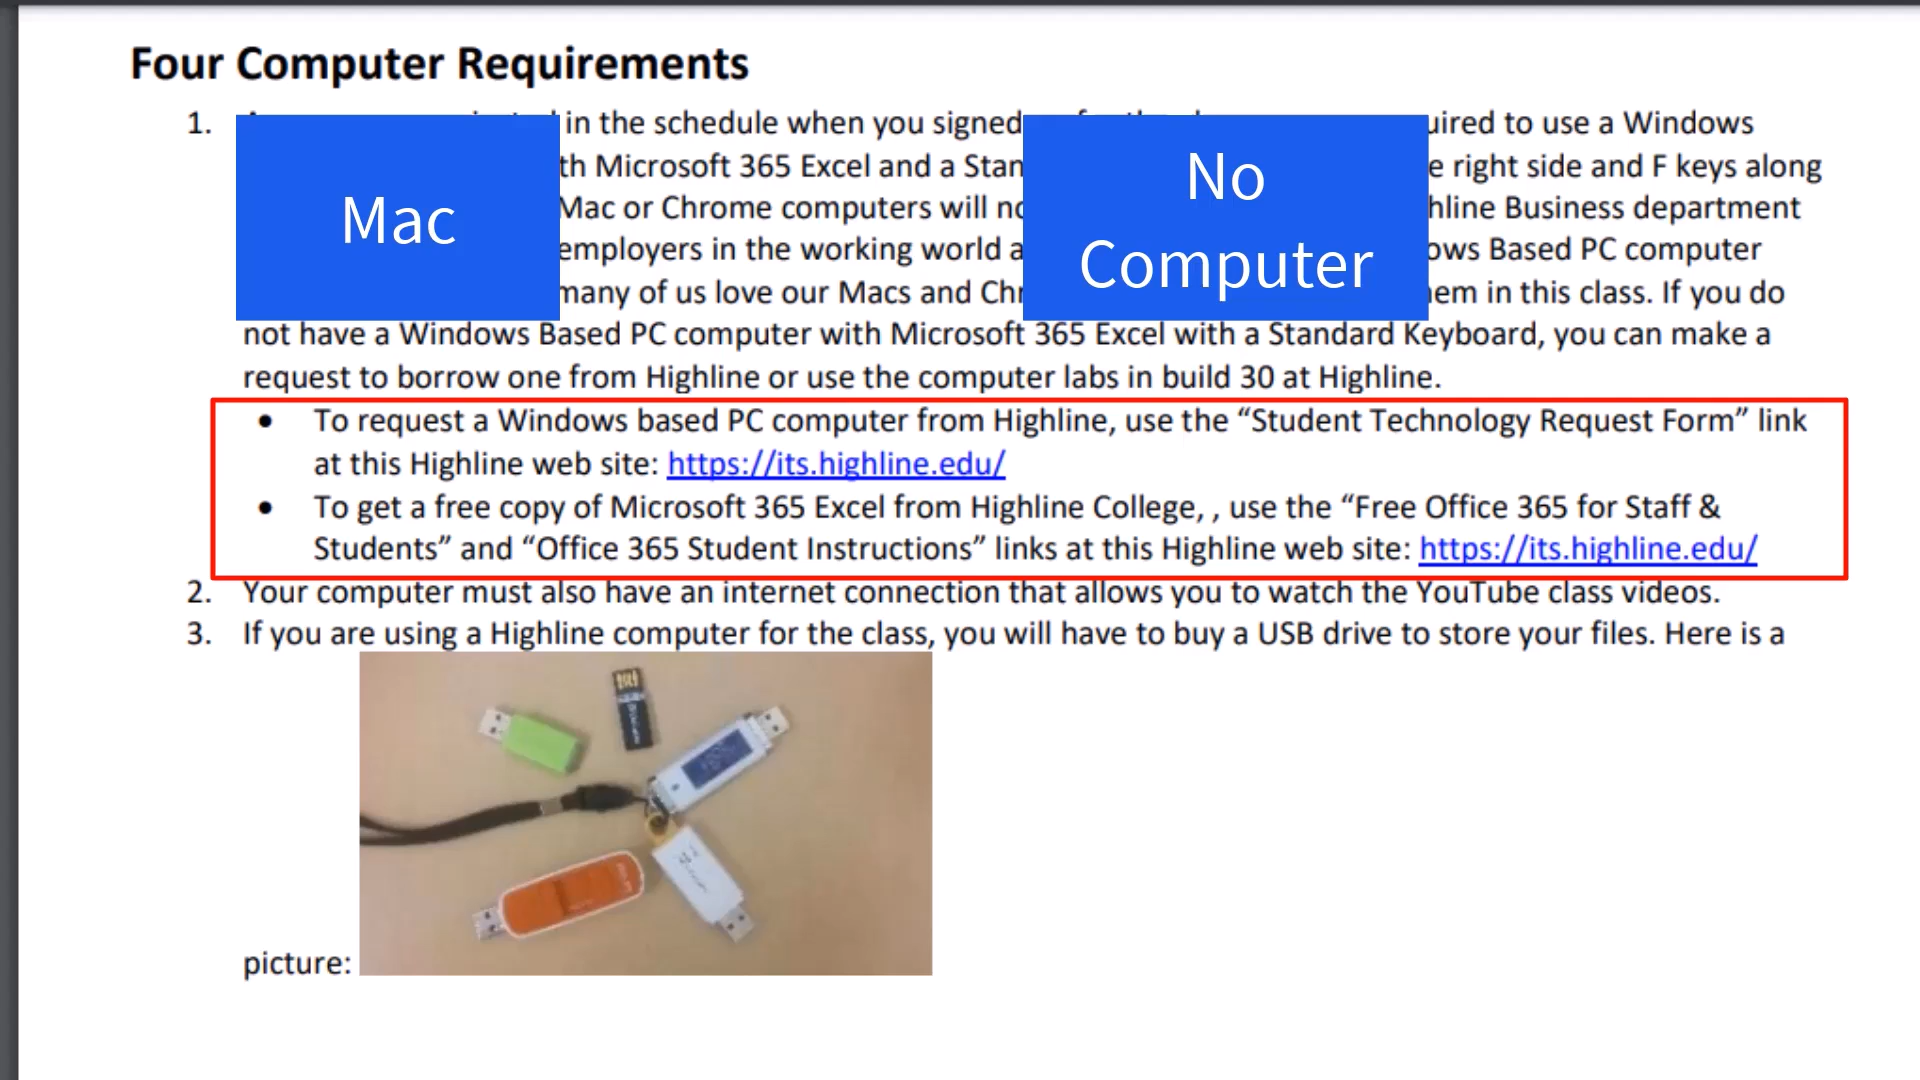 Four Computer Requirements
1. in the schedule when you signed uired to use a Windows
th Microsoft 365 Excel and a Stan e right side and F keys along
Mac or Chrome computers will no hline Business department
employers in the working world a ows Based PC computer
many of us love our Macs and Chr em in this class. If you do
Mac
No
Computer
not have a Windows Based PC computer with Microsoft 365 Excel with a Standard Keyboard, you can make a
request to borrow one from Highline or use the computer labs in build 30 at Highline.
• To request a Windows based PC computer from Highline, use the “Student Technology Request Form” link
at this Highline web site: https://its.highline.edu/
• To get a free copy of Microsoft 365 Excel from Highline College, , use the “Free Office 365 for Staff &
Students” and “Office 365 Student Instructions” links at this Highline web site: https://its.highline.edu/
2. Your computer must also have an internet connection that allows you to watch the YouTube class videos.
3. If you are using a Highline computer for the class, you will have to buy a USB drive to store your files. Here is a
picture: